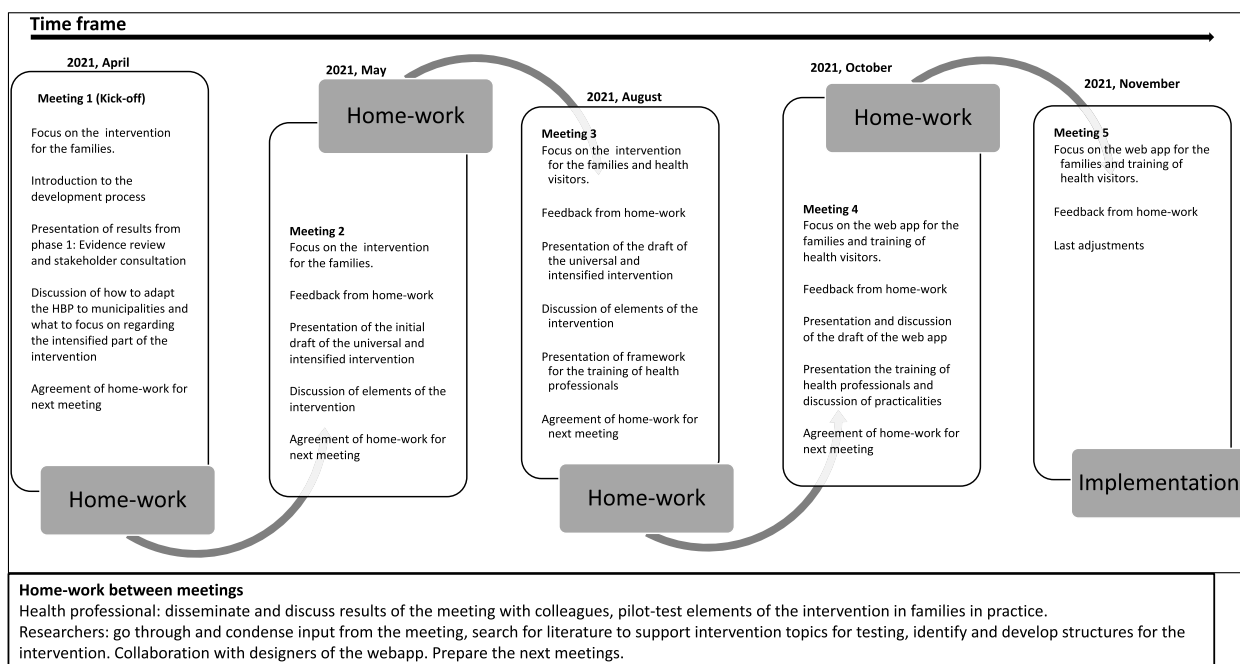 Time frame
2021, April
Meeting 1 (Kick-off)
Focus on the intervention
for the families.
Introduction to the
development process
Presentation of results from
phase 1: Evidence review
and stakeholder consultation
Discussion of how to adapt
the HBP to municipalities and
what to focus on regarding
the intensified part of the
intervention
Agreement of home-work for
next meeting
Home-work
2021, May
Home-work
Meeting 2
Focus on the intervention
for the families.
Feedback from home-work
Presentation of the initial
draft of the universal and
intensified intervention
Discussion of elements of the
intervention
Agreement of home-work for
next meeting
2021, August
Meeting 3
Focus on the intervention
for the families and health
visitors.
Feedback from home-work
Presentation of the draft of
the universal and
intensified intervention
Discussion of elements of the
intervention
Presentation of framework
for the training of health
professionals
Agreement of home-work for
next meeting
Home-work
2021, October
Home-work
Meeting 4
Focus on the web app for the
families and training of
health visitors.
Feedback from home-work
Presentation and discussion
of the draft of the web app
Presentation the training of
health professionals and
discussion of practicalities
Agreement of home-work for
next meeting
2021, November
Meeting 5
Focus on the web app for the
families and training of
health visitors.
Feedback from home-work
Last adjustments
Implementation
Home-work between meetings
Health professional: disseminate and discuss results of the meeting with colleagues, pilot-test elements of the intervention in families in practice.
Researchers: go through and condense input from the meeting, search for literature to support intervention topics for testing, identify and develop structures for the
intervention. Collaboration with designers of the webapp. Prepare the next meetings.